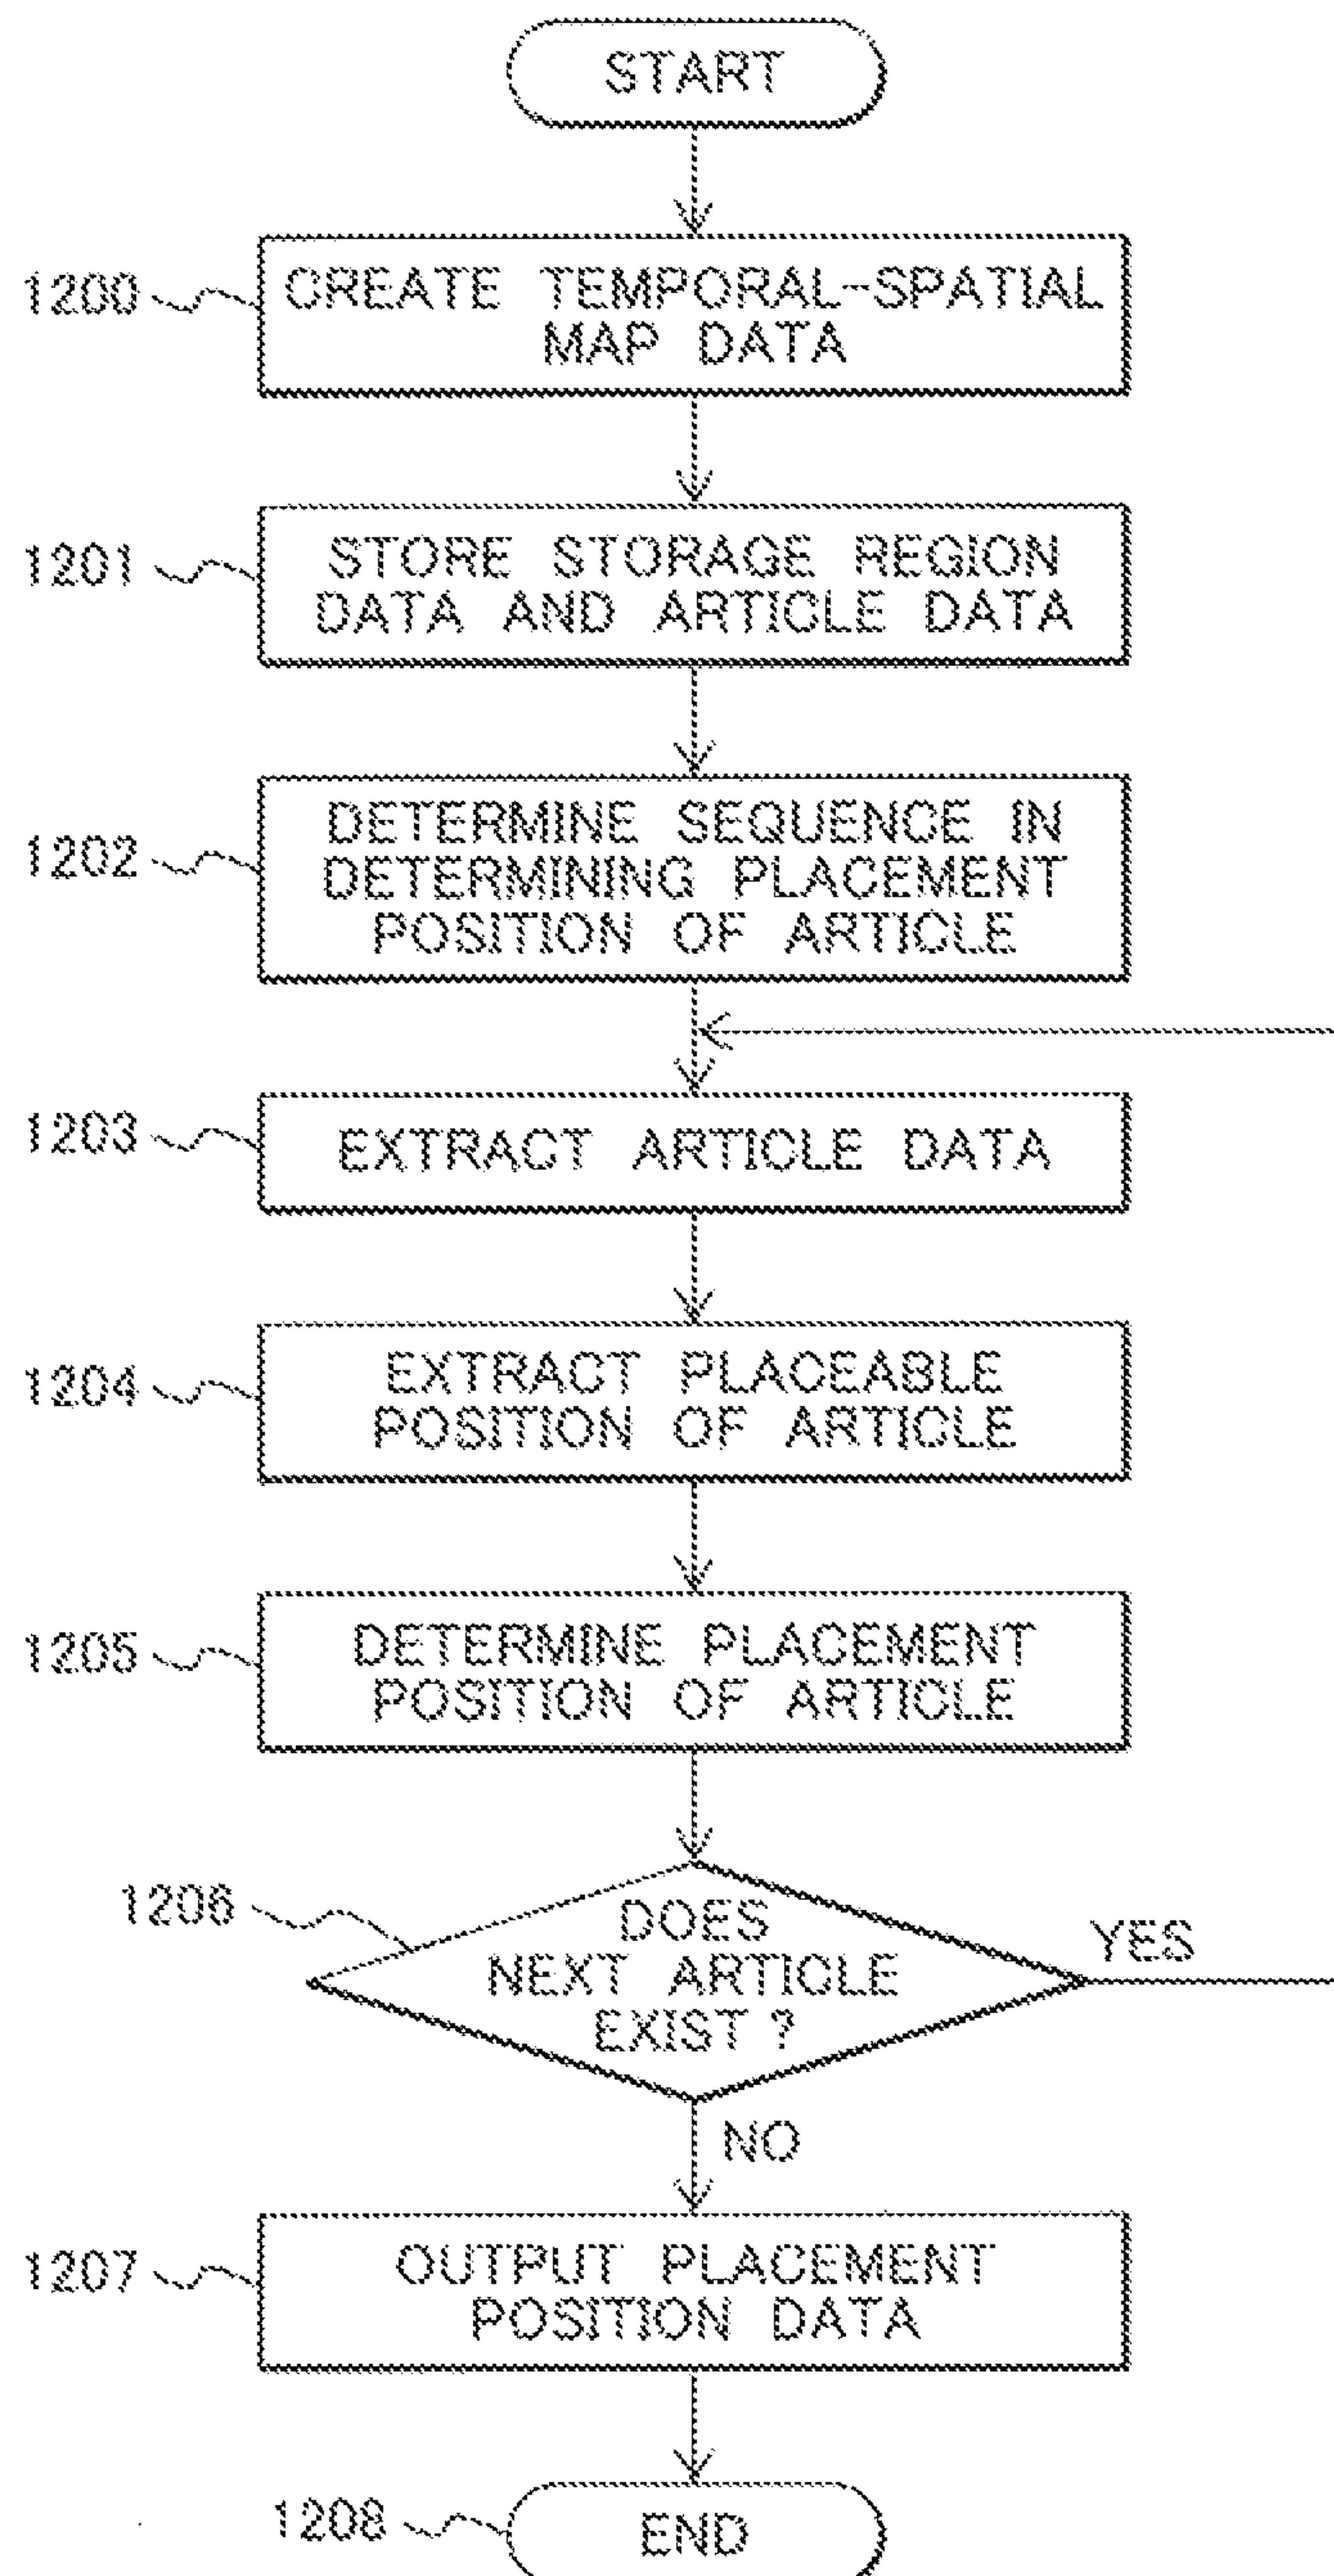 START
1200
CREATE TEMPORAL-SPATIAL
MAP DATA
1201
STORE STORAGE REGION
DATA AND ARTICLE DATA
1202
DETERMINE SEQUENCE IN
DETERMINING PLACEMENT
POSITION OF ARTICLE
1203
EXTRACT ARTICLE DATA
1204
EXTRACT PLACEABLE
POSITION OF ARTICLE
1205
DETERMINE PLACEMENT
POSITION OF ARTICLE
1206
DOES
NEXT ARTICLE
EXIST?
YES
NO
1207
OUTPUT PLACEMENT
POSITION DATA
1208
END